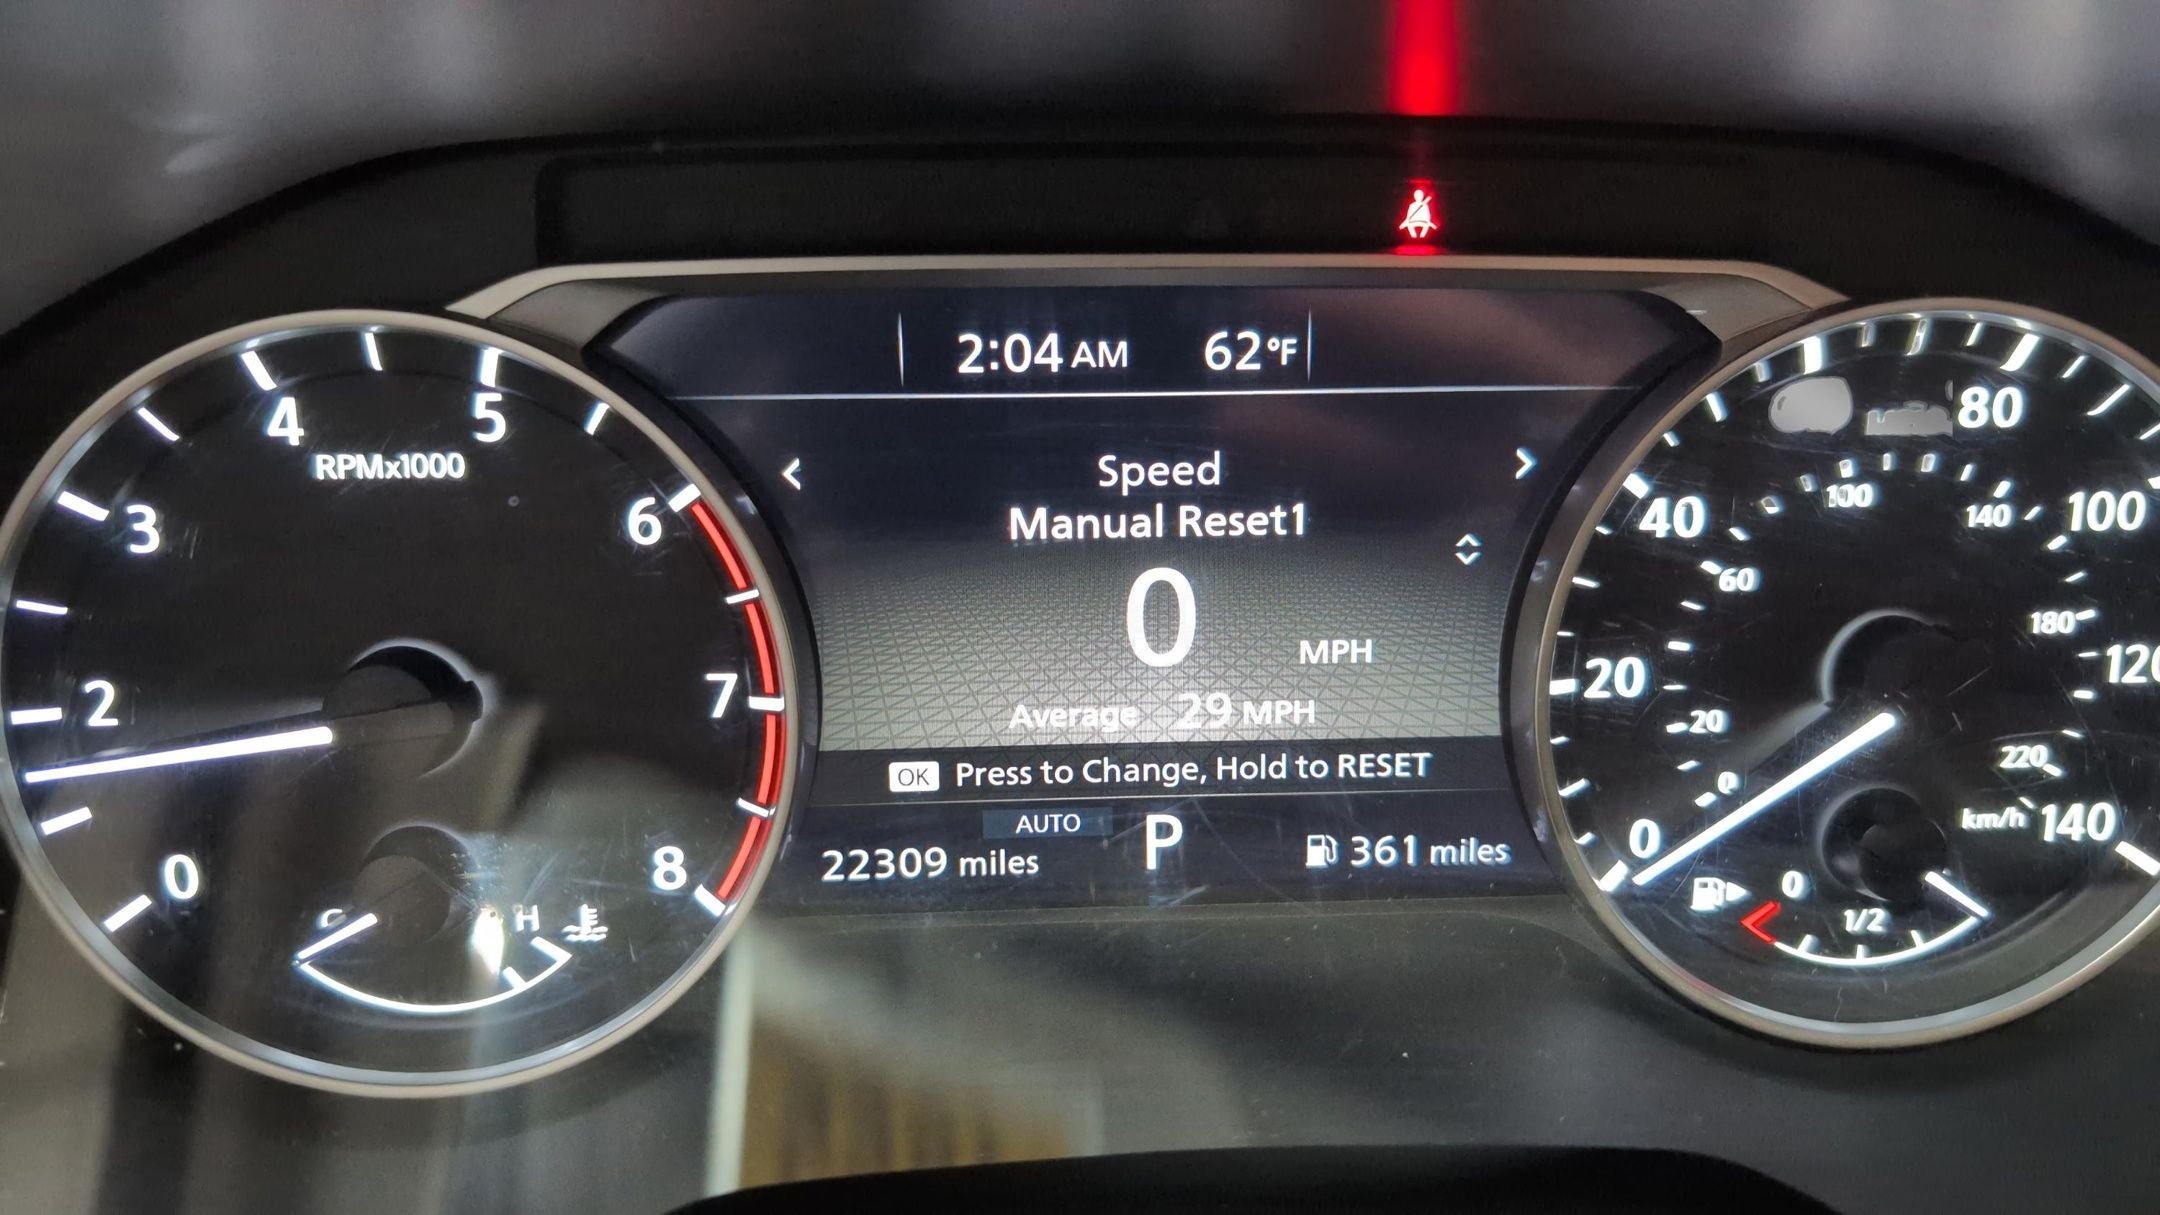 2:04 AM 62°F
Speed
Manual Reset1
0 MPH
Average 29 MPH
OK Press to Change, Hold to RESET
AUTO
22309 miles P 361 miles
4 5
RPMx1000
3 6
2 7
0 8
C H
80
40 100 140 100
60
180
20 120
20
220
0
0 km/h 140
0
1/2